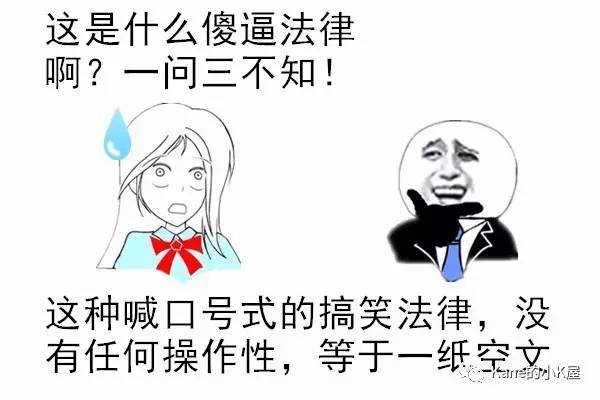 这是什么傻逼法律
啊？一问三不知！
这种喊口号式的搞笑法律，没
有任何操作性，等于一纸空文
Karre的小K屋